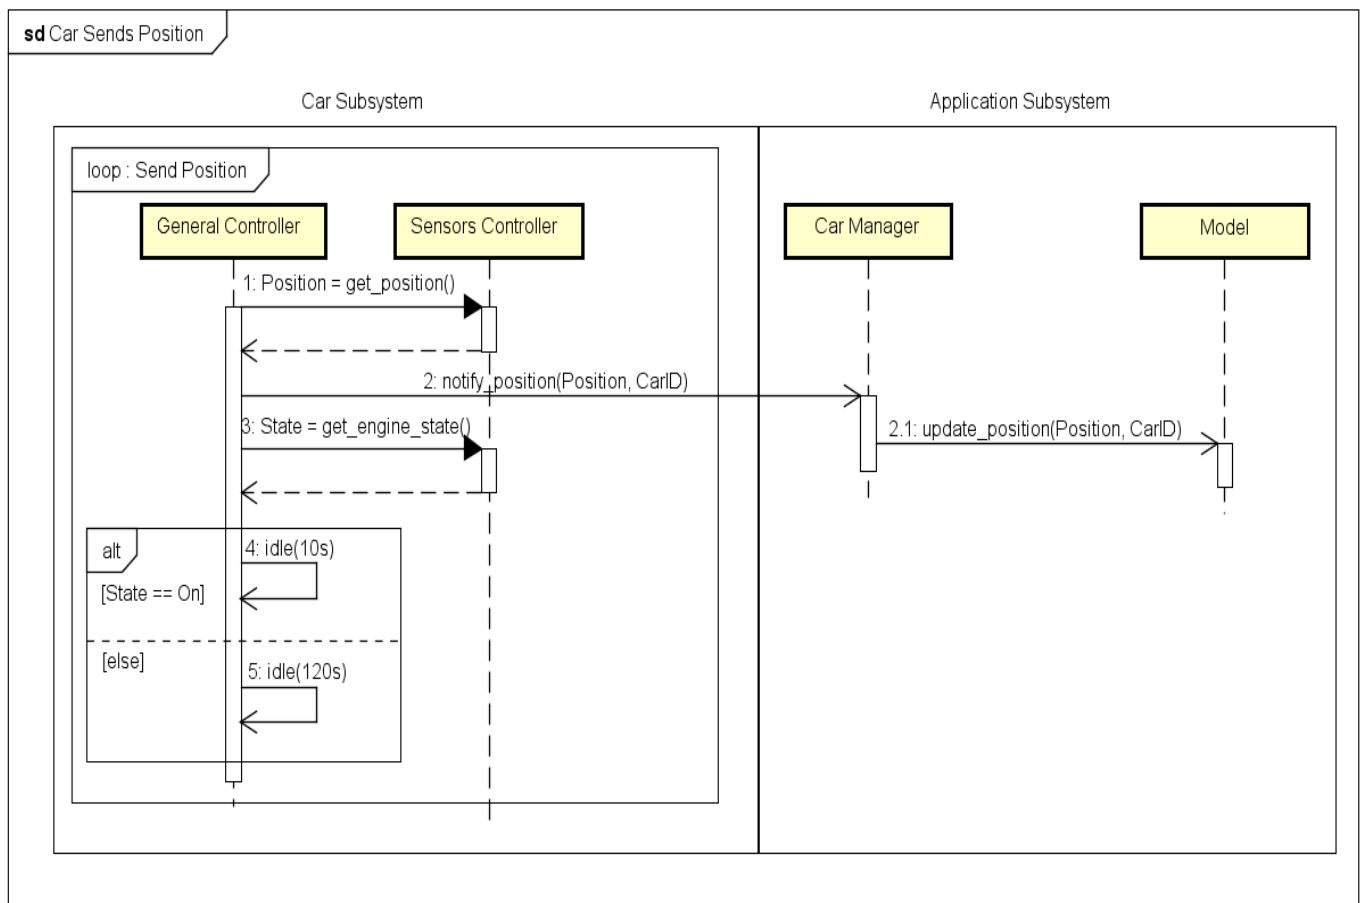 sd Car Sends Position
Car Subsystem
Application Subsystem
loop : Send Position
General Controller
Sensors Controller
Car Manager
Model
1: Position = get_position()
2: notify_position(Position, CarID)
3: State = get_engine_state()
2.1: update_position(Position, CarID)
alt
4: idle(10s)
[State == On]
[else]
5: idle(120s)